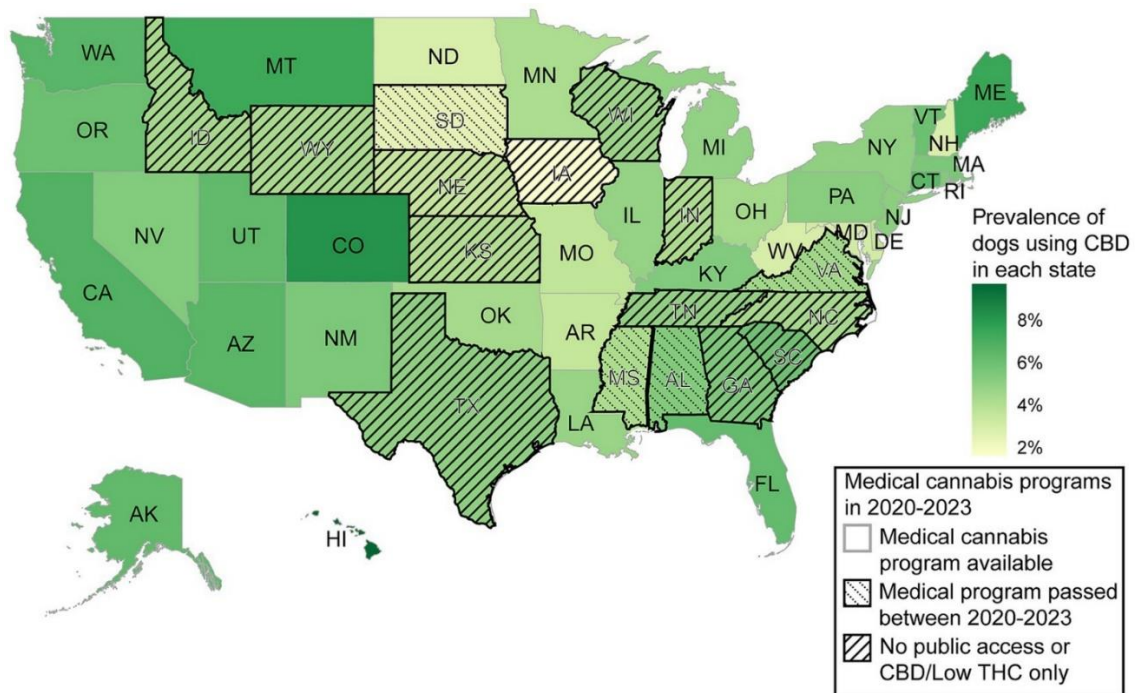 WA
MT
ND
MN
ME
OR
ID
WY
SD
WI
MI
NY
VT
NH
MA
CT
RI
NV
UT
CO
NE
IA
IL
IN
OH
PA
NJ
CA
KS
MO
KY
WV
MD
DE
VA
AZ
NM
OK
AR
TN
NC
TX
LA
MS
AL
GA
SC
FL
AK
HI
Prevalence of
dogs using CBD
in each state
8%
6%
4%
2%
Medical cannabis programs
in 2020-2023
Medical cannabis
program available
Medical program passed
between 2020-2023
No public access or
CBD/Low THC only